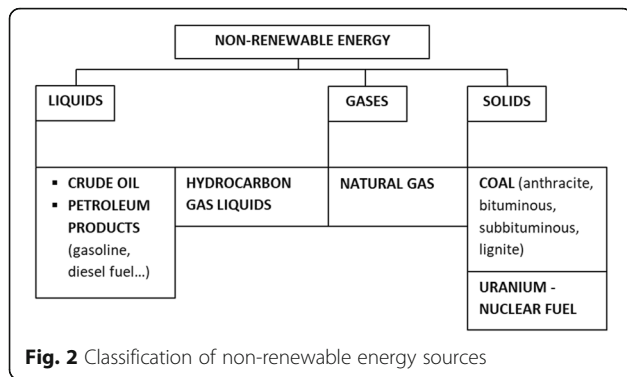 NON-RENEWABLE ENERGY
LIQUIDS
GASES
SOLIDS
▪ CRUDE OIL
▪ PETROLEUM
PRODUCTS
(gasoline,
diesel fuel...)
HYDROCARBON
GAS LIQUIDS
NATURAL GAS
COAL (anthracite,
bituminous,
subbituminous,
lignite)
URANIUM -
NUCLEAR FUEL
Fig. 2 Classification of non-renewable energy sources